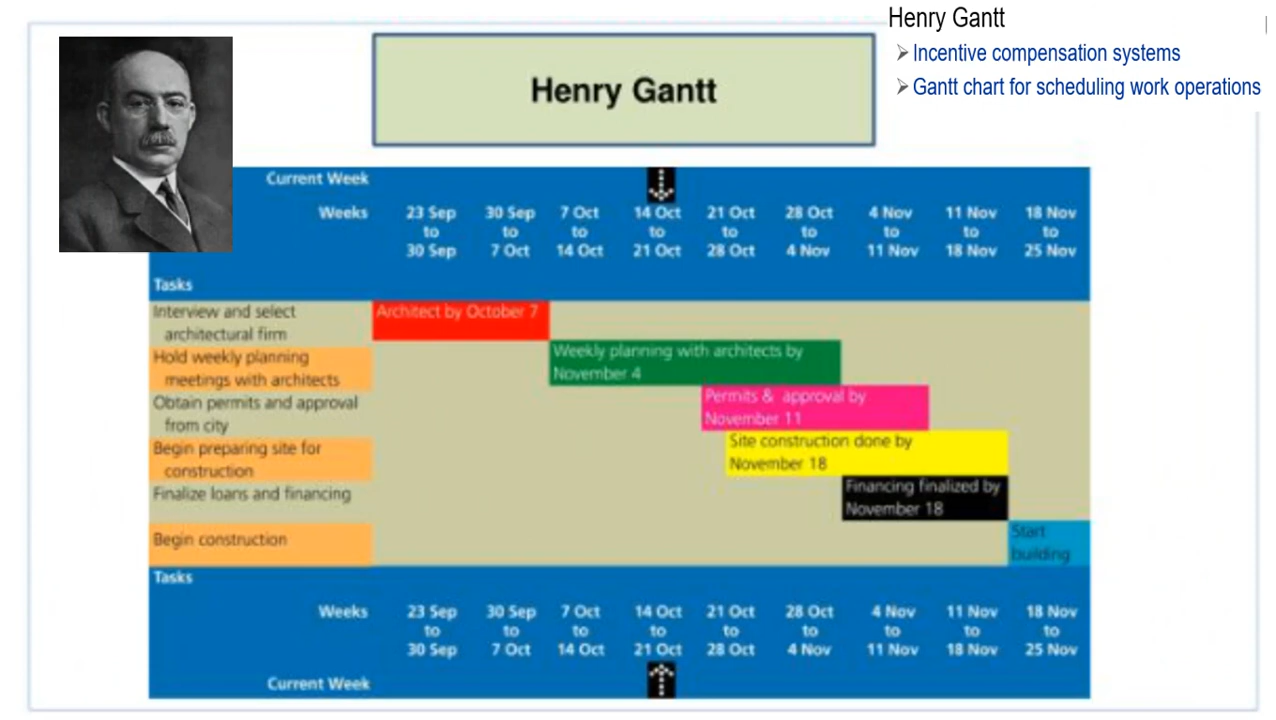 Henry Gantt
Incentive compensation systems
Gantt chart for scheduling work operations
Henry Gantt
Current Week
Weeks
23 Sep to 30 Sep
30 Sep to 7 Oct
7 Oct to 14 Oct
14 Oct to 21 Oct
21 Oct to 28 Oct
28 Oct to 4 Nov
4 Nov to 11 Nov
11 Nov to 18 Nov
18 Nov to 25 Nov
Tasks
Interview and select
architectural firm
Architect by October 7
Hold weekly planning
meetings with architects
Weekly planning with architects by
November 4
Obtain permits and approval
from city
Permits & approval by
November 11
Begin preparing site for
construction
Site construction done by
November 18
Finalize loans and financing
Financing finalized by
November 18
Begin construction
Start
building
Tasks
Weeks
23 Sep to 30 Sep
30 Sep to 7 Oct
7 Oct to 14 Oct
14 Oct to 21 Oct
21 Oct to 28 Oct
28 Oct to 4 Nov
4 Nov to 11 Nov
11 Nov to 18 Nov
18 Nov to 25 Nov
Current Week